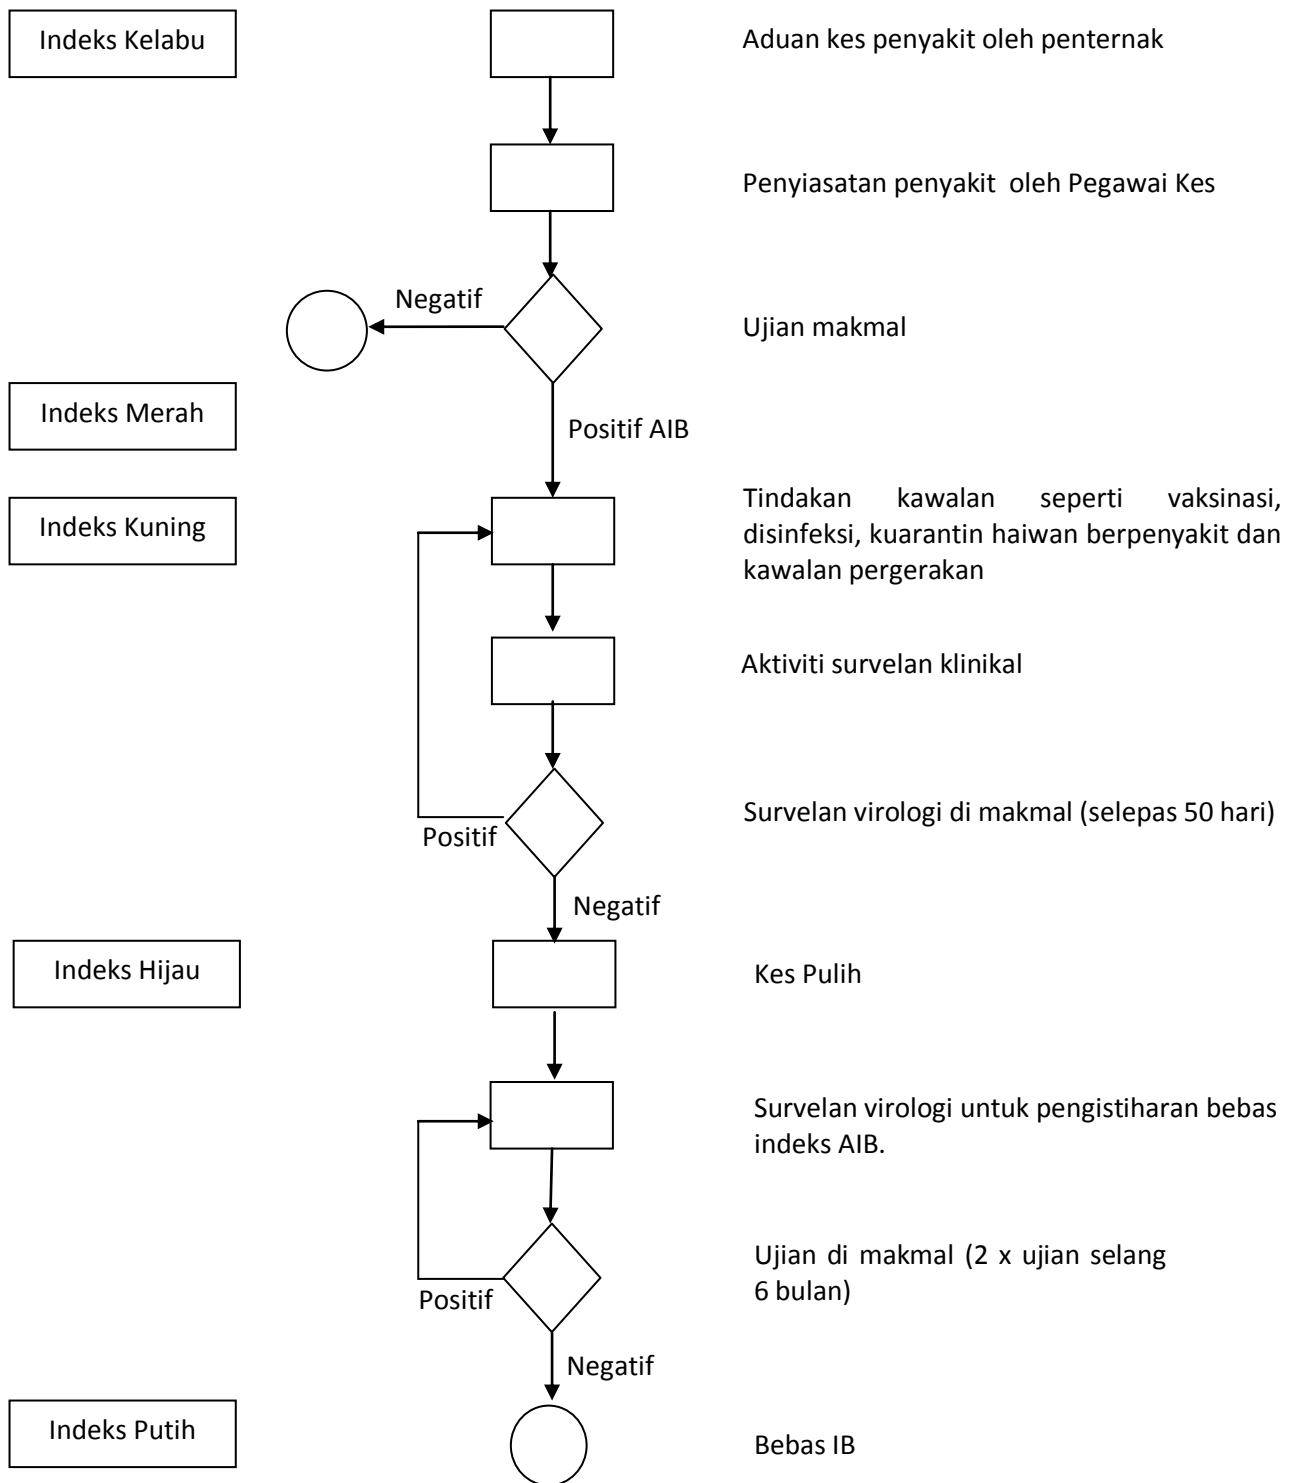 Indeks Kelabu
Aduan kes penyakit oleh penternak
Penyiasatan penyakit oleh Pegawai Kes
Negatif
Ujian makmal
Indeks Merah
Positif AIB
Indeks Kuning
Tindakan kawalan seperti vaksinasi,
disinfeksi, kuarantin haiwan berpenyakit dan
kawalan pergerakan
Aktiviti survelan klinikal
Survelan virologi di makmal (selepas 50 hari)
Positif
Negatif
Indeks Hijau
Kes Pulih
Survelan virologi untuk pengistiharan bebas
indeks AIB.
Ujian di makmal (2 x ujian selang
6 bulan)
Positif
Negatif
Indeks Putih
Bebas IB